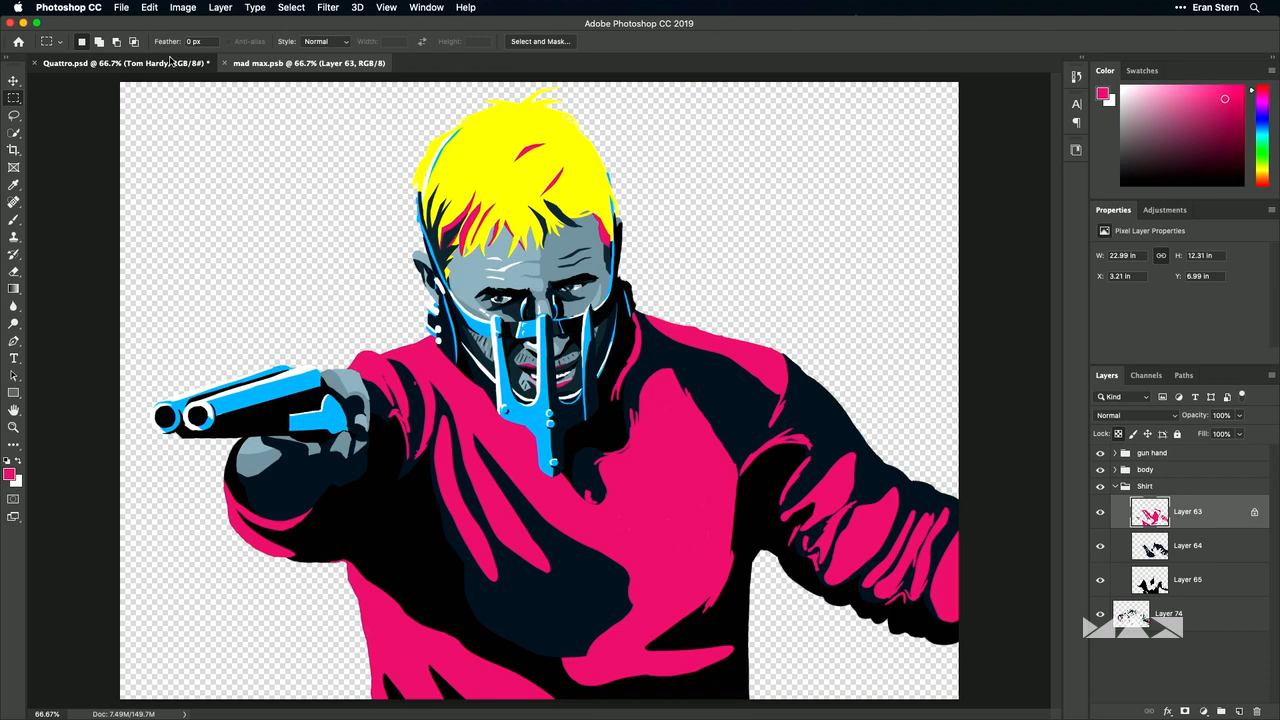 Photoshop CC File Edit Image Layer Type Select Filter 3D View Window Help Eran Stern
Adobe Photoshop CC 2019
Feather: 0 px Anti-alias Style: Normal Width: Height: Select and Mask...
Quattro.psd @ 66.7% (Tom Hardy, RGB/8#) * mad max.psb @ 66.7% (Layer 63, RGB/8)
Color Swatches
Properties Adjustments
Pixel Layer Properties
W: 22.99 in H: 12.31 in
X: 3.21 in Y: 6.99 in
Layers Channels Paths
Kind
Normal Opacity: 100%
Lock: Fill: 100%
gun hand
body
Shirt
Layer 63
Layer 64
Layer 65
Layer 74
MAX
66.67% Doc: 7.49M/149.7M